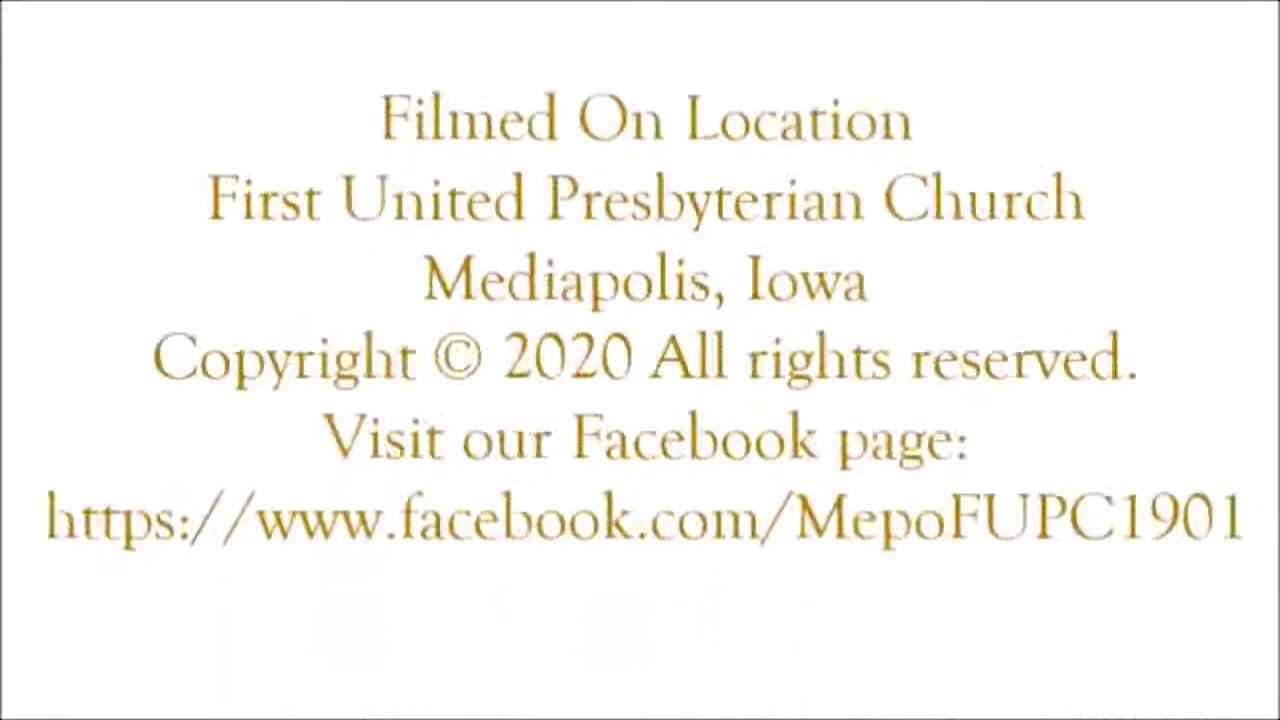 Filmed On Location
First United Presbyterian Church
Mediapolis, Iowa
Copyright © 2020 All rights reserved.
Visit our Facebook page:
https://www.facebook.com/MepoFUPC1901